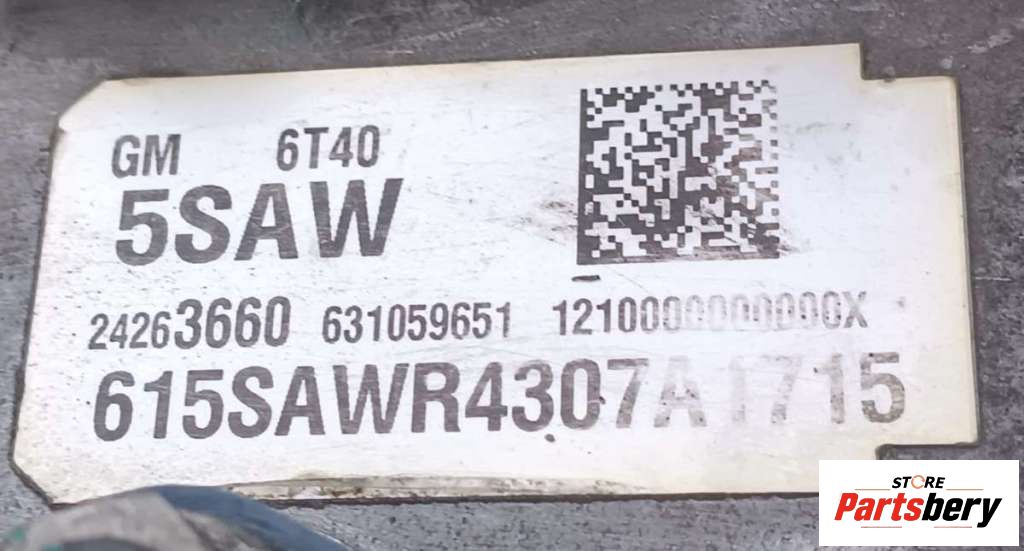 GM 6T40
5SAW
24263660 631059651 1210000000000X
615SAWR4307A1715
STORE
Partsbery